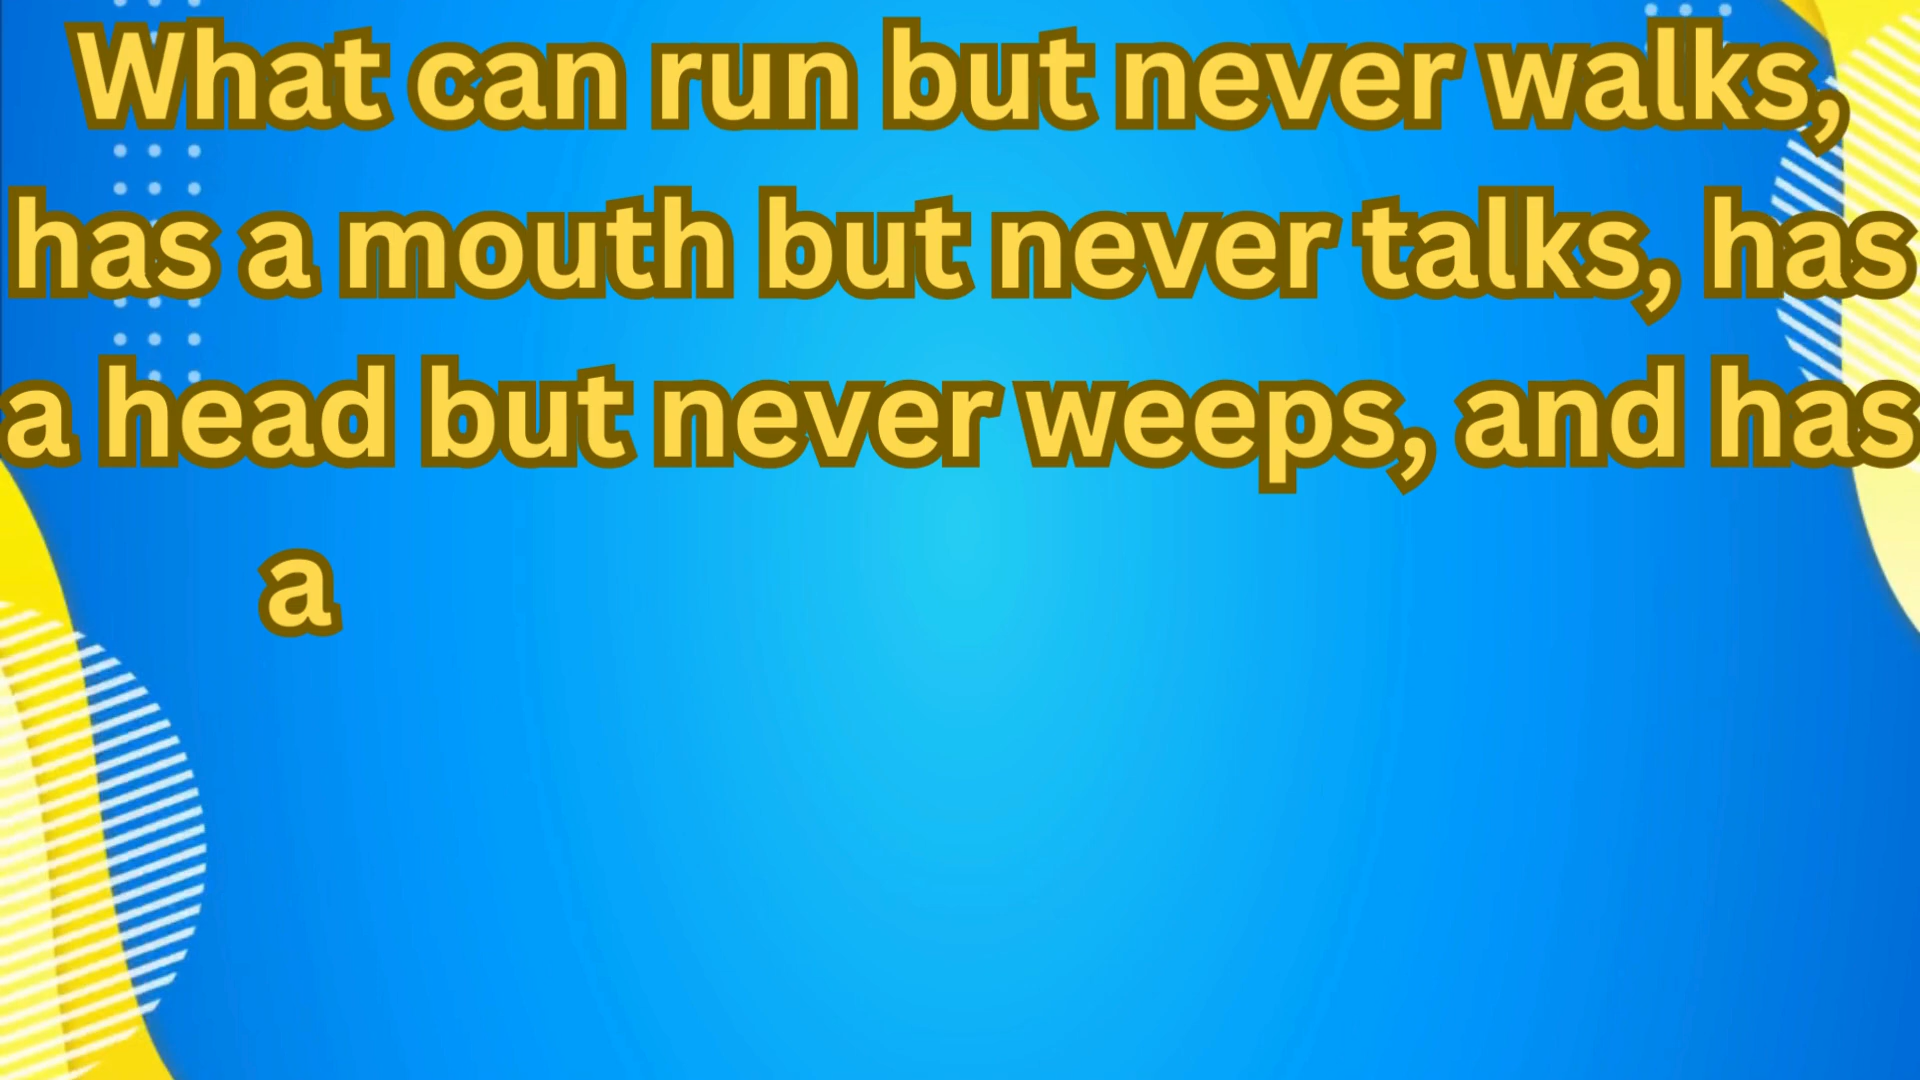 What can run but never walks,
has a mouth but never talks, has
a head but never weeps, and has
a